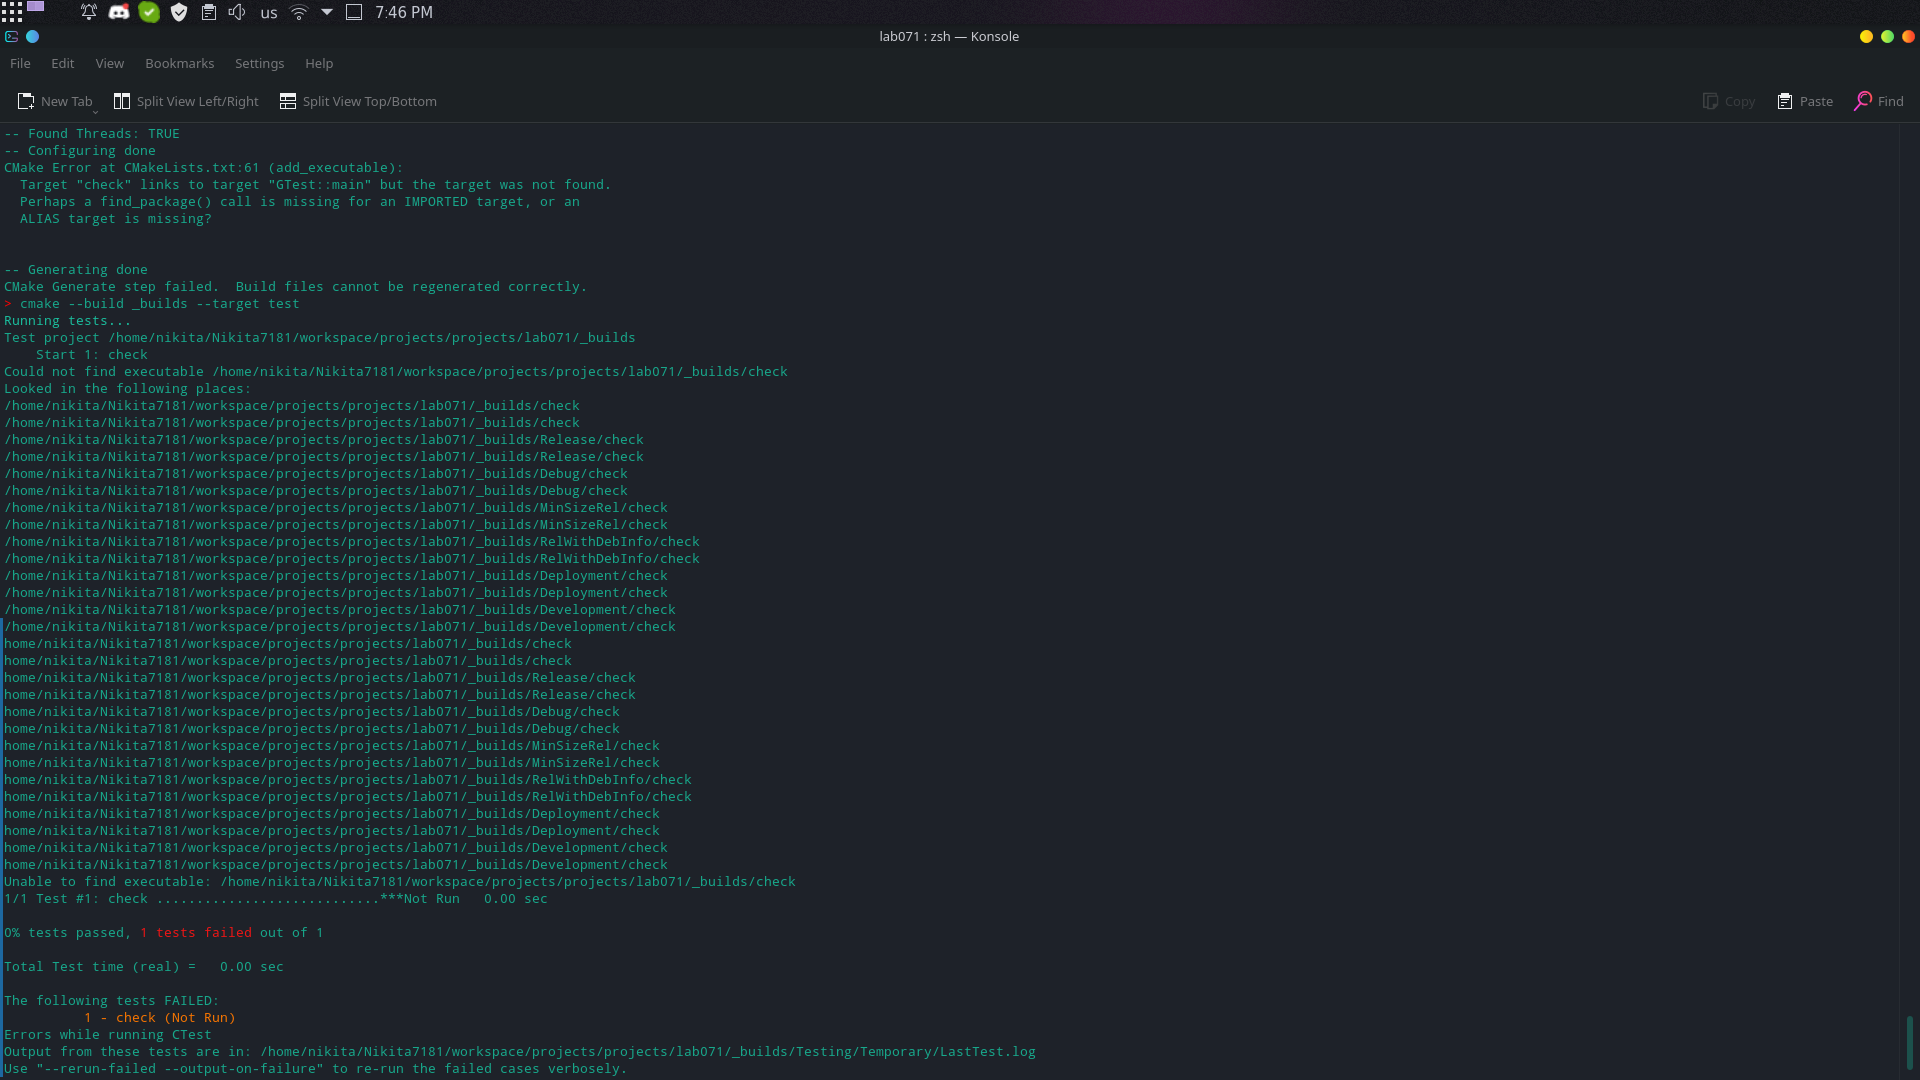 us 7:46 PM
lab071 : zsh — Konsole
File Edit View Bookmarks Settings Help
New Tab Split View Left/Right Split View Top/Bottom Copy Paste Find
-- Found Threads: TRUE
-- Configuring done
CMake Error at CMakeLists.txt:61 (add_executable):
  Target "check" links to target "GTest::main" but the target was not found.
  Perhaps a find_package() call is missing for an IMPORTED target, or an
  ALIAS target is missing?
-- Generating done
CMake Generate step failed.  Build files cannot be regenerated correctly.
> cmake --build _builds --target test
Running tests...
Test project /home/nikita/Nikita7181/workspace/projects/projects/lab071/_builds
    Start 1: check
Could not find executable /home/nikita/Nikita7181/workspace/projects/projects/lab071/_builds/check
Looked in the following places:
/home/nikita/Nikita7181/workspace/projects/projects/lab071/_builds/check
/home/nikita/Nikita7181/workspace/projects/projects/lab071/_builds/check
/home/nikita/Nikita7181/workspace/projects/projects/lab071/_builds/Release/check
/home/nikita/Nikita7181/workspace/projects/projects/lab071/_builds/Release/check
/home/nikita/Nikita7181/workspace/projects/projects/lab071/_builds/Debug/check
/home/nikita/Nikita7181/workspace/projects/projects/lab071/_builds/Debug/check
/home/nikita/Nikita7181/workspace/projects/projects/lab071/_builds/MinSizeRel/check
/home/nikita/Nikita7181/workspace/projects/projects/lab071/_builds/MinSizeRel/check
/home/nikita/Nikita7181/workspace/projects/projects/lab071/_builds/RelWithDebInfo/check
/home/nikita/Nikita7181/workspace/projects/projects/lab071/_builds/RelWithDebInfo/check
/home/nikita/Nikita7181/workspace/projects/projects/lab071/_builds/Deployment/check
/home/nikita/Nikita7181/workspace/projects/projects/lab071/_builds/Deployment/check
/home/nikita/Nikita7181/workspace/projects/projects/lab071/_builds/Development/check
/home/nikita/Nikita7181/workspace/projects/projects/lab071/_builds/Development/check
home/nikita/Nikita7181/workspace/projects/projects/lab071/_builds/check
home/nikita/Nikita7181/workspace/projects/projects/lab071/_builds/check
home/nikita/Nikita7181/workspace/projects/projects/lab071/_builds/Release/check
home/nikita/Nikita7181/workspace/projects/projects/lab071/_builds/Release/check
home/nikita/Nikita7181/workspace/projects/projects/lab071/_builds/Debug/check
home/nikita/Nikita7181/workspace/projects/projects/lab071/_builds/Debug/check
home/nikita/Nikita7181/workspace/projects/projects/lab071/_builds/MinSizeRel/check
home/nikita/Nikita7181/workspace/projects/projects/lab071/_builds/MinSizeRel/check
home/nikita/Nikita7181/workspace/projects/projects/lab071/_builds/RelWithDebInfo/check
home/nikita/Nikita7181/workspace/projects/projects/lab071/_builds/RelWithDebInfo/check
home/nikita/Nikita7181/workspace/projects/projects/lab071/_builds/Deployment/check
home/nikita/Nikita7181/workspace/projects/projects/lab071/_builds/Deployment/check
home/nikita/Nikita7181/workspace/projects/projects/lab071/_builds/Development/check
home/nikita/Nikita7181/workspace/projects/projects/lab071/_builds/Development/check
Unable to find executable: /home/nikita/Nikita7181/workspace/projects/projects/lab071/_builds/check
1/1 Test #1: check ............................***Not Run   0.00 sec
0% tests passed, 1 tests failed out of 1
Total Test time (real) =   0.00 sec
The following tests FAILED:
          1 - check (Not Run)
Errors while running CTest
Output from these tests are in: /home/nikita/Nikita7181/workspace/projects/projects/lab071/_builds/Testing/Temporary/LastTest.log
Use "--rerun-failed --output-on-failure" to re-run the failed cases verbosely.